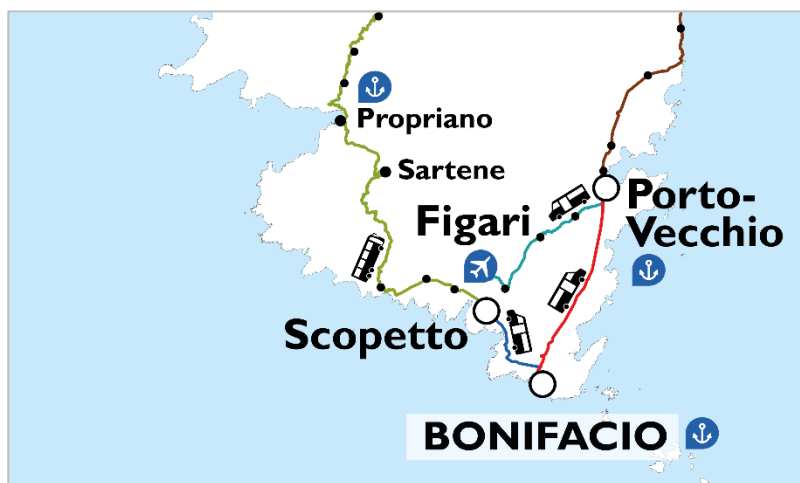 Propriano
Sartene
Figari
Porto-
Vecchio
Scopetto
BONIFACIO